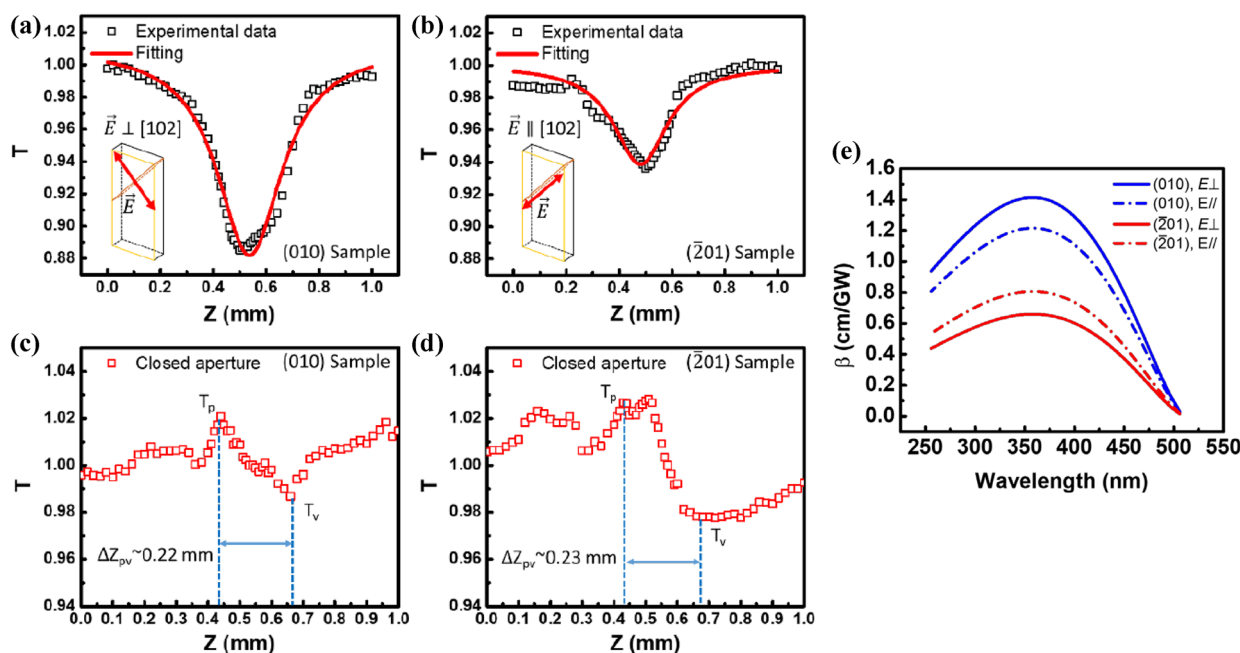 (a)
Experimental data
Fitting
1.00
0.98
0.96
0.94
0.92
0.90
0.88
T
E⃗ ⊥ [102]
E⃗
(010) Sample
0.0 0.2 0.4 0.6 0.8 1.0
Z (mm)
(b)
Experimental data
Fitting
1.00
0.98
0.96
0.94
0.92
0.90
0.88
T
E⃗ ∥ [102]
E⃗
(2̅01) Sample
0.0 0.2 0.4 0.6 0.8 1.0
Z (mm)
(c)
Closed aperture
(010) Sample
1.04
1.02
1.00
0.98
0.96
0.94
T
Tₚ
Tᵥ
ΔZₚᵥ~0.22 mm
0.0 0.1 0.2 0.3 0.4 0.5 0.6 0.7 0.8 0.9 1.0
Z (mm)
(d)
Closed aperture
(2̅01) Sample
1.04
1.02
1.00
0.98
0.96
0.94
T
Tₚ
Tᵥ
ΔZₚᵥ~0.23 mm
0.0 0.1 0.2 0.3 0.4 0.5 0.6 0.7 0.8 0.9 1.0
Z (mm)
(e)
(010), E⊥
(010), E//
(2̅01), E⊥
(2̅01), E//
1.6
1.4
1.2
1.0
0.8
0.6
0.4
0.2
0.0
β (cm/GW)
250 300 350 400 450 500 550
Wavelength (nm)